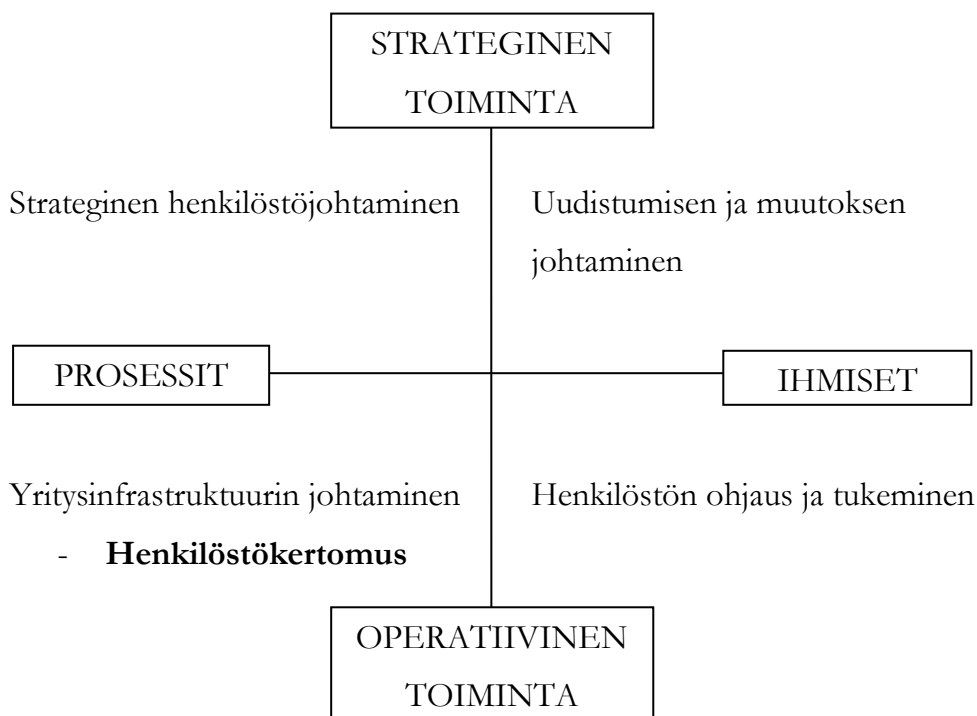 STRATEGINEN
TOIMINTA
Strateginen henkilöstöjohtaminen
Uudistumisen ja muutoksen
johtaminen
PROSESSIT
IHMISET
Yritysinfrastruktuurin johtaminen
- Henkilöstökertomus
Henkilöstön ohjaus ja tukeminen
OPERATIIVINEN
TOIMINTA